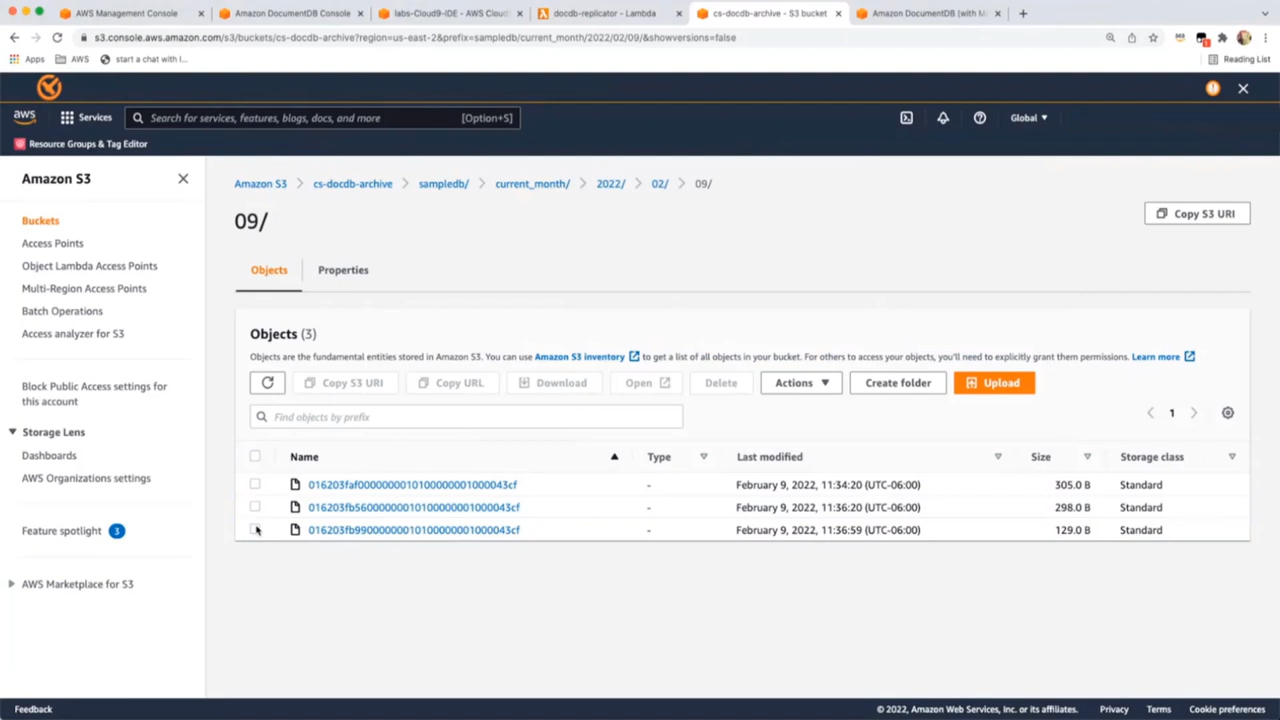 AWS Management Console
Amazon DocumentDB Console
labs-Cloud9-IDE - AWS Cloud
docdb-replicator - Lambda
cs-docdb-archive - S3 bucket
Amazon DocumentDB (with M
s3.console.aws.amazon.com/s3/buckets/cs-docdb-archive?region=us-east-2&prefix=sampledb/current_month/2022/02/09/&showversions=false
Apps
AWS
start a chat with l...
Reading List
aws
Services
Search for services, features, blogs, docs, and more
[Option+S]
Global
Resource Groups & Tag Editor
Amazon S3
Buckets
Access Points
Object Lambda Access Points
Multi-Region Access Points
Batch Operations
Access analyzer for S3
Block Public Access settings for
this account
Storage Lens
Dashboards
AWS Organizations settings
Feature spotlight 3
AWS Marketplace for S3
Amazon S3 > cs-docdb-archive > sampledb/ > current_month/ > 2022/ > 02/ > 09/
09/
Copy S3 URI
Objects
Properties
Objects (3)
Objects are the fundamental entities stored in Amazon S3. You can use Amazon S3 inventory to get a list of all objects in your bucket. For others to access your objects, you'll need to explicitly grant them permissions. Learn more
Copy S3 URI
Copy URL
Download
Open
Delete
Actions
Create folder
Upload
Find objects by prefix
1
Name Type Last modified Size Storage class
016203faf0000000010100000001000043cf - February 9, 2022, 11:34:20 (UTC-06:00) 305.0 B Standard
016203fb56000000010100000001000043cf - February 9, 2022, 11:36:20 (UTC-06:00) 298.0 B Standard
016203fb99000000010100000001000043cf - February 9, 2022, 11:36:59 (UTC-06:00) 129.0 B Standard
Feedback
© 2022, Amazon Web Services, Inc. or its affiliates.
Privacy
Terms
Cookie preferences